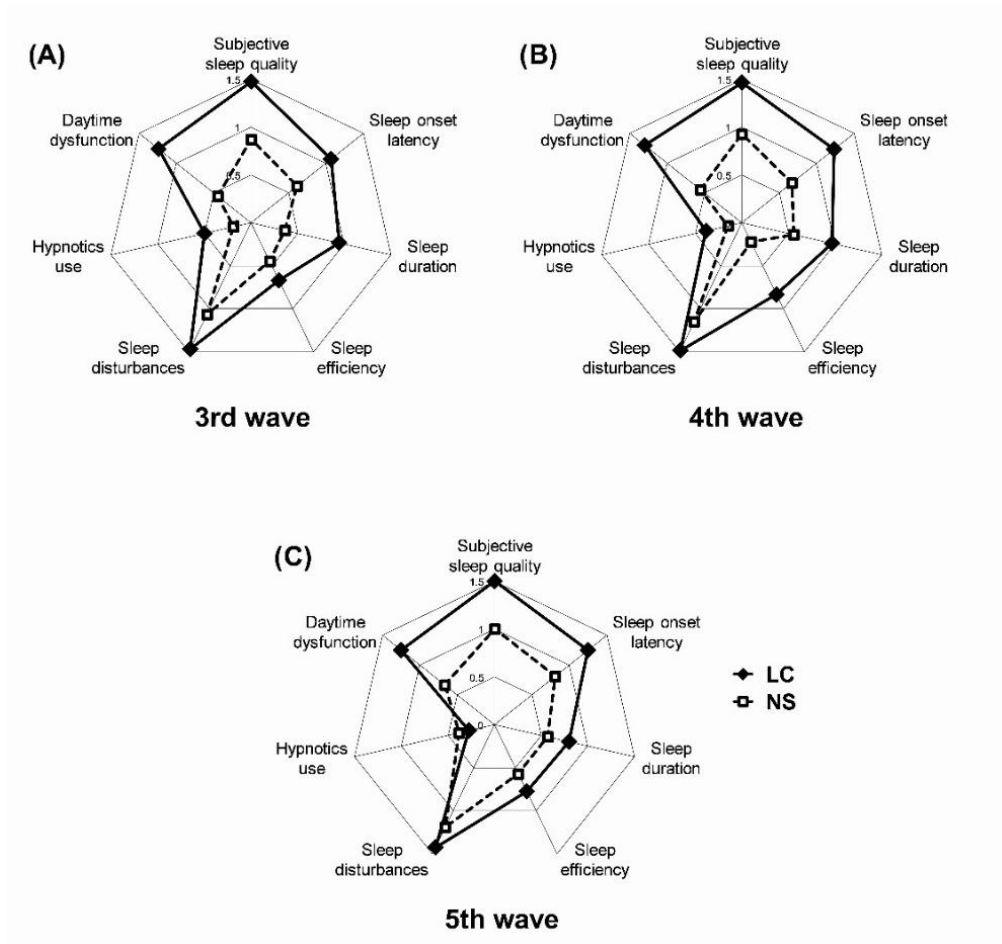 (A)
Subjective
sleep quality
1.5
Daytime
dysfunction
Sleep onset
latency
1
0.5
Hypnotics
use
Sleep
duration
Sleep
disturbances
Sleep
efficiency
3rd wave
(B)
Subjective
sleep quality
1.5
Daytime
dysfunction
Sleep onset
latency
1
0.5
Hypnotics
use
Sleep
duration
Sleep
disturbances
Sleep
efficiency
4th wave
(C)
Subjective
sleep quality
1.5
Daytime
dysfunction
Sleep onset
latency
1
0.5
0
Hypnotics
use
Sleep
duration
Sleep
disturbances
Sleep
efficiency
5th wave
LC
NS